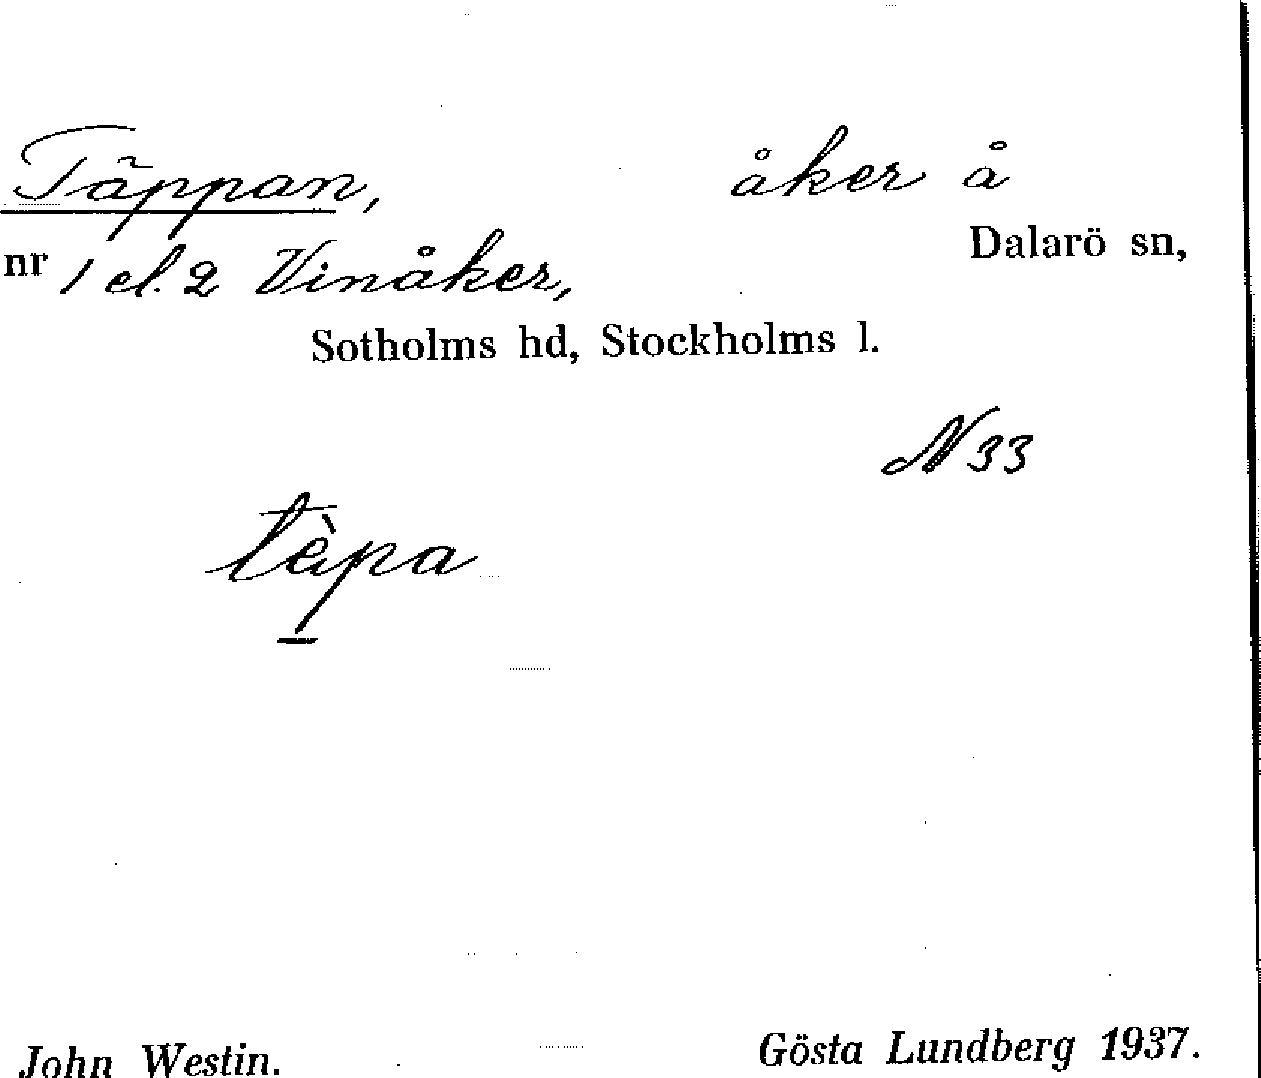 Täppan, åker å
Dalarö sn,
nr 1 el. 2 Vinåker,
Sotholms hd, Stockholms l.
N 33
tèpa
John Westin. Gösta Lundberg 1937.